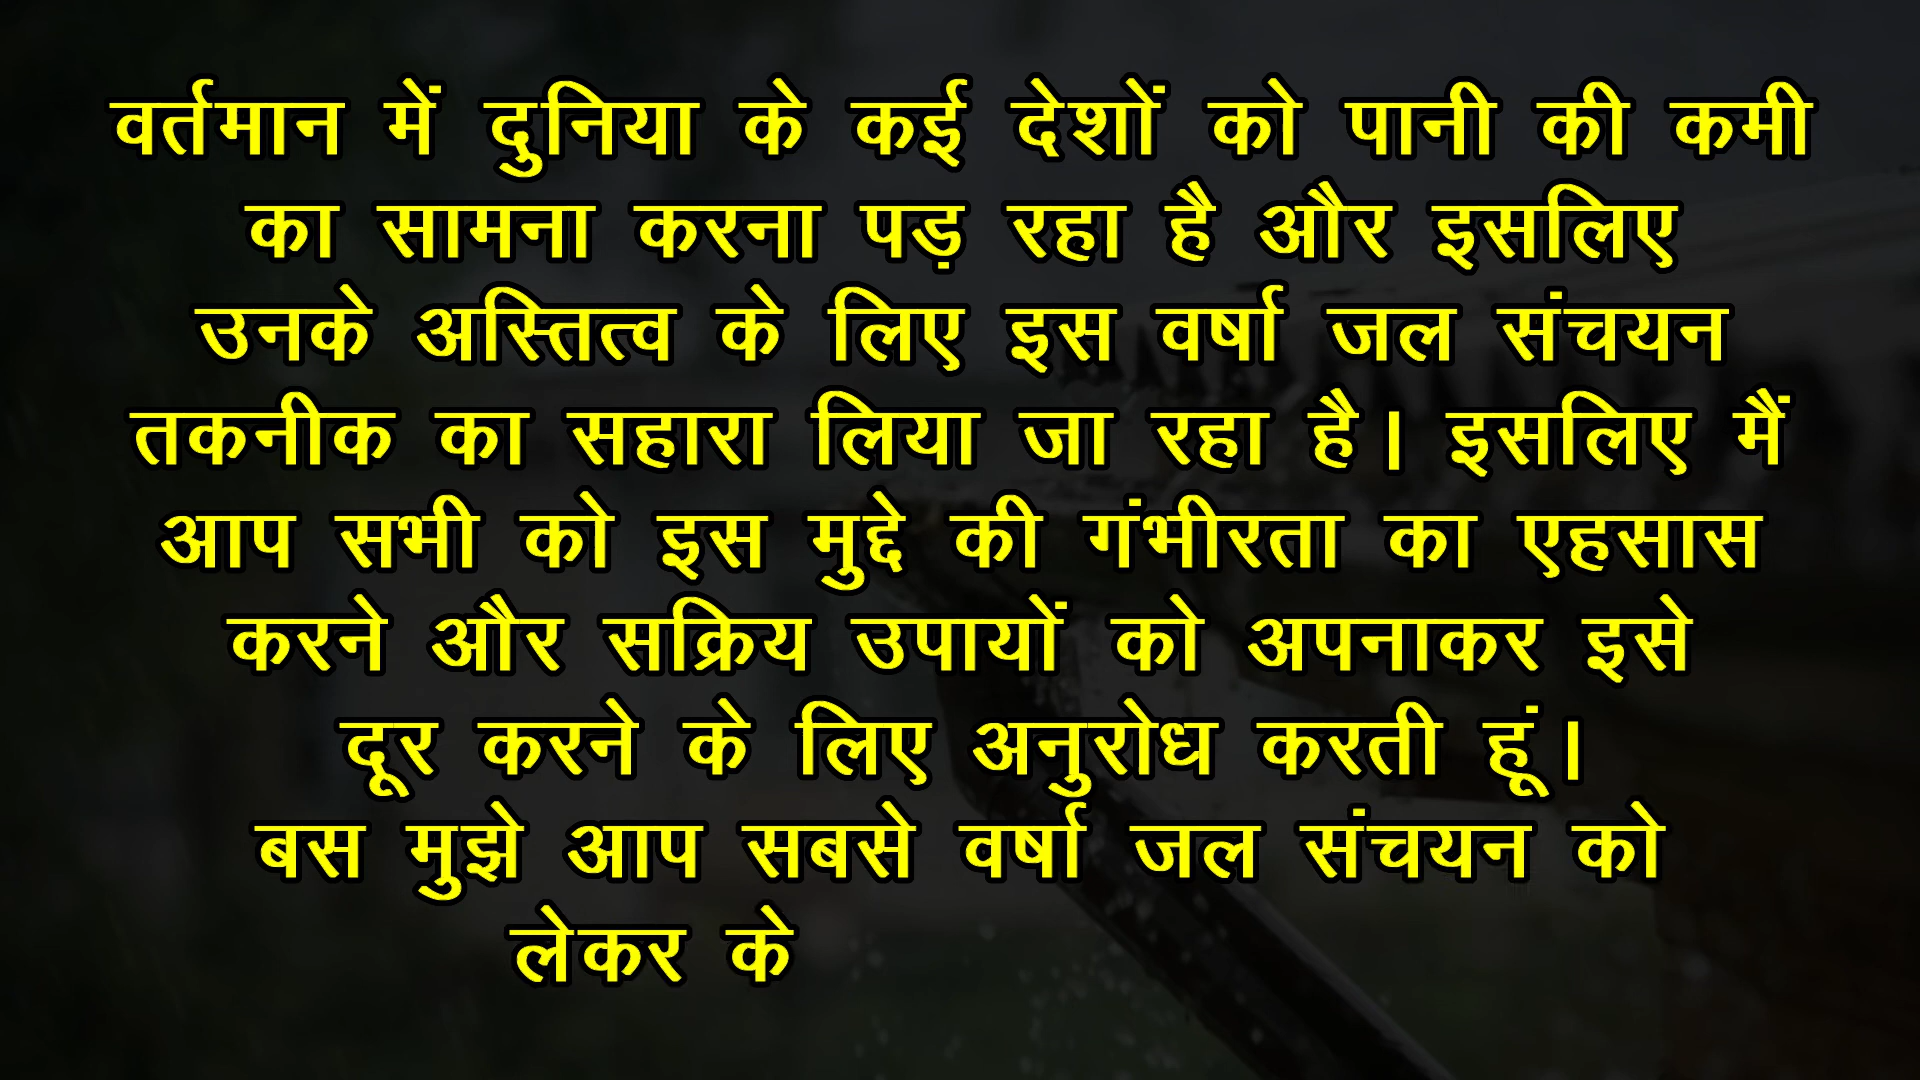 वर्तमान में दुनिया के कई देशों को पानी की कमी
का सामना करना पड़ रहा है और इसलिए
उनके अस्तित्व के लिए इस वर्षा जल संचयन
तकनीक का सहारा लिया जा रहा है। इसलिए मैं
आप सभी को इस मुद्दे की गंभीरता का एहसास
करने और सक्रिय उपायों को अपनाकर इसे
दूर करने के लिए अनुरोध करती हूं।
बस मुझे आप सबसे वर्षा जल संचयन को
लेकर के